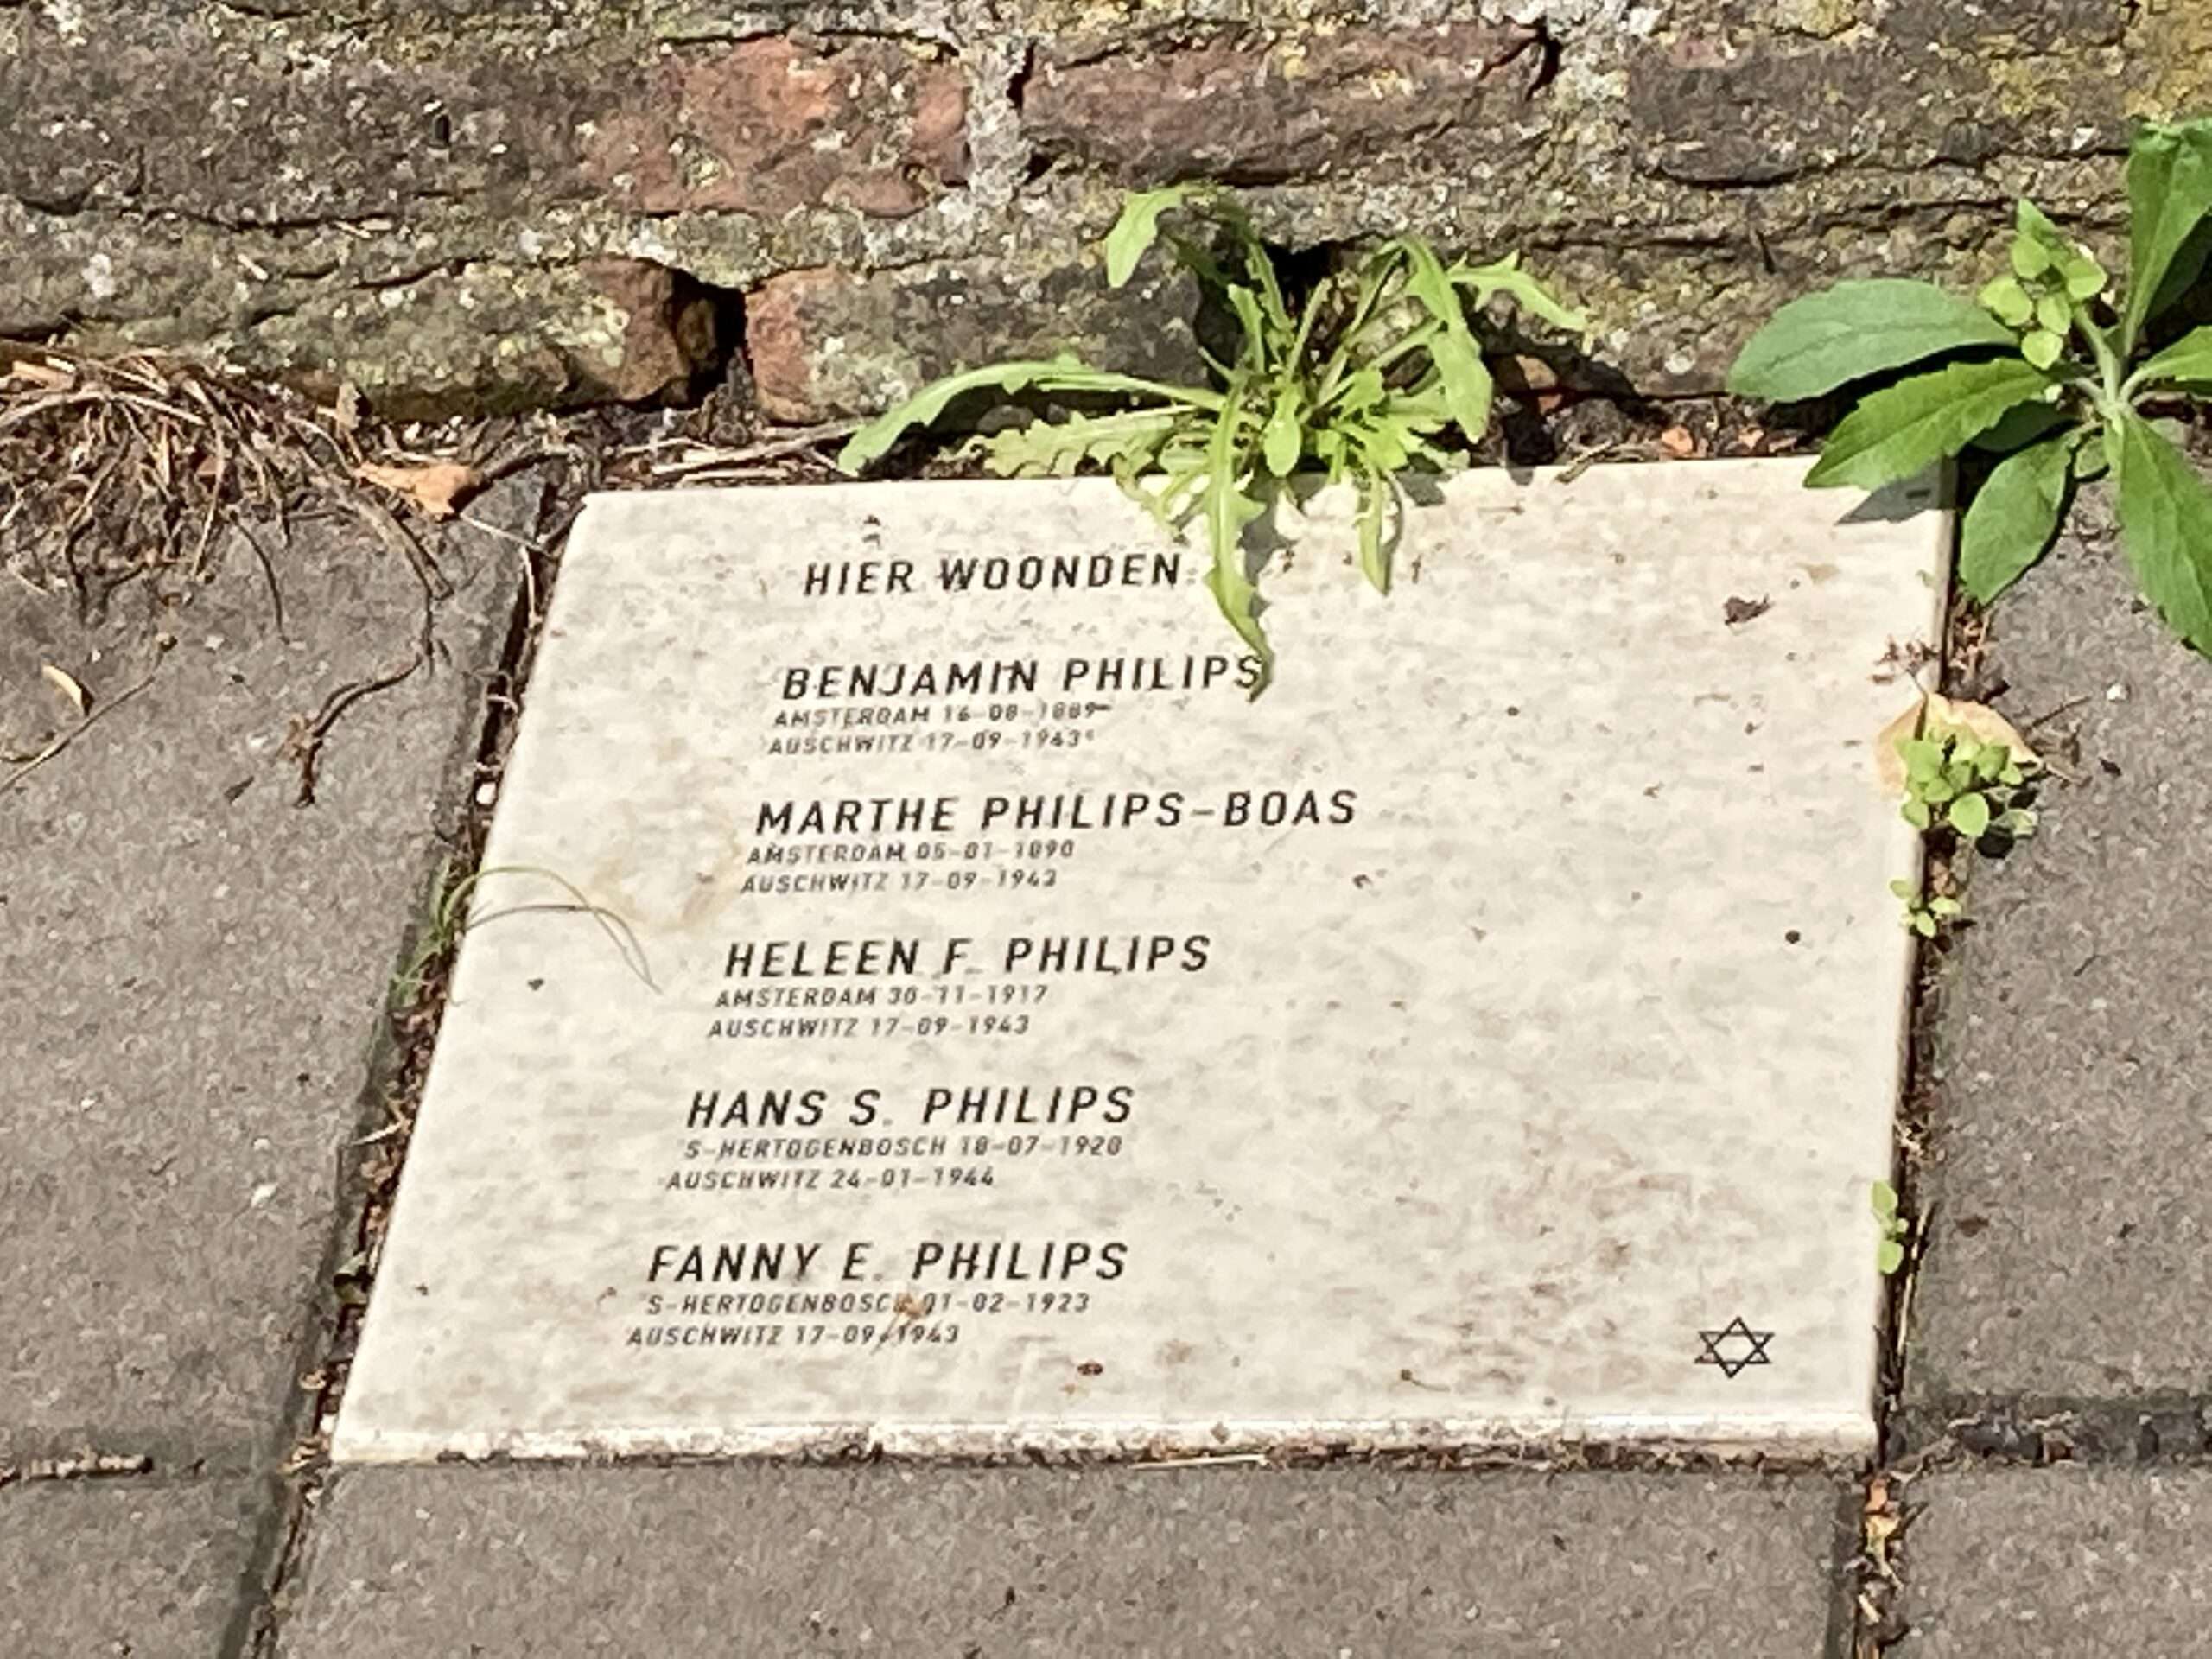 HIER WOONDEN
BENJAMIN PHILIPS
AMSTERDAM 16-08-1889
AUSCHWITZ 17-09-1943
MARTHE PHILIPS-BOAS
AMSTERDAM 05-01-1890
AUSCHWITZ 17-09-1943
HELEEN F. PHILIPS
AMSTERDAM 30-11-1917
AUSCHWITZ 17-09-1943
HANS S. PHILIPS
S-HERTOGENBOSCH 18-07-1920
AUSCHWITZ 24-01-1944
FANNY E. PHILIPS
S-HERTOGENBOSCH 01-02-1923
AUSCHWITZ 17-09-1943